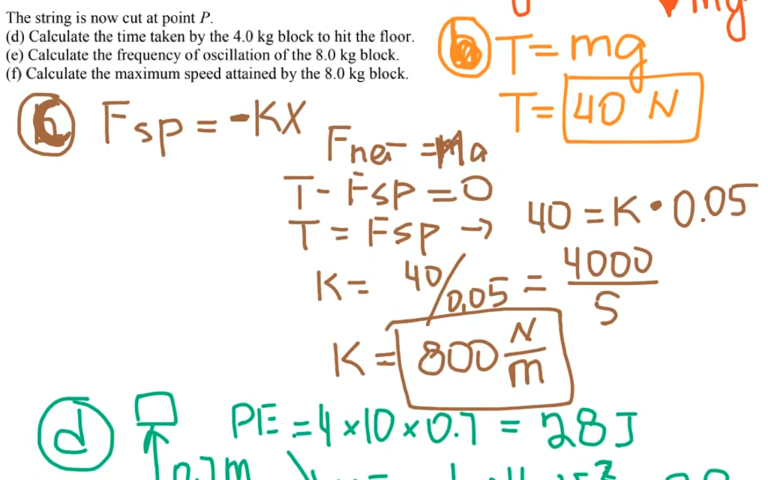 The string is now cut at point P.
(d) Calculate the time taken by the 4.0 kg block to hit the floor.
(e) Calculate the frequency of oscillation of the 8.0 kg block.
(f) Calculate the maximum speed attained by the 8.0 kg block.
mg
b T = mg
T = 40 N
Fsp = -KX
Fnet = Ma
T - Fsp = 0
T = Fsp → 40 = K • 0.05
K = 40/0.05 = 4000/5
K = 800 N/m
d PE = 4 × 10 × 0.7 = 28 J
0.7m